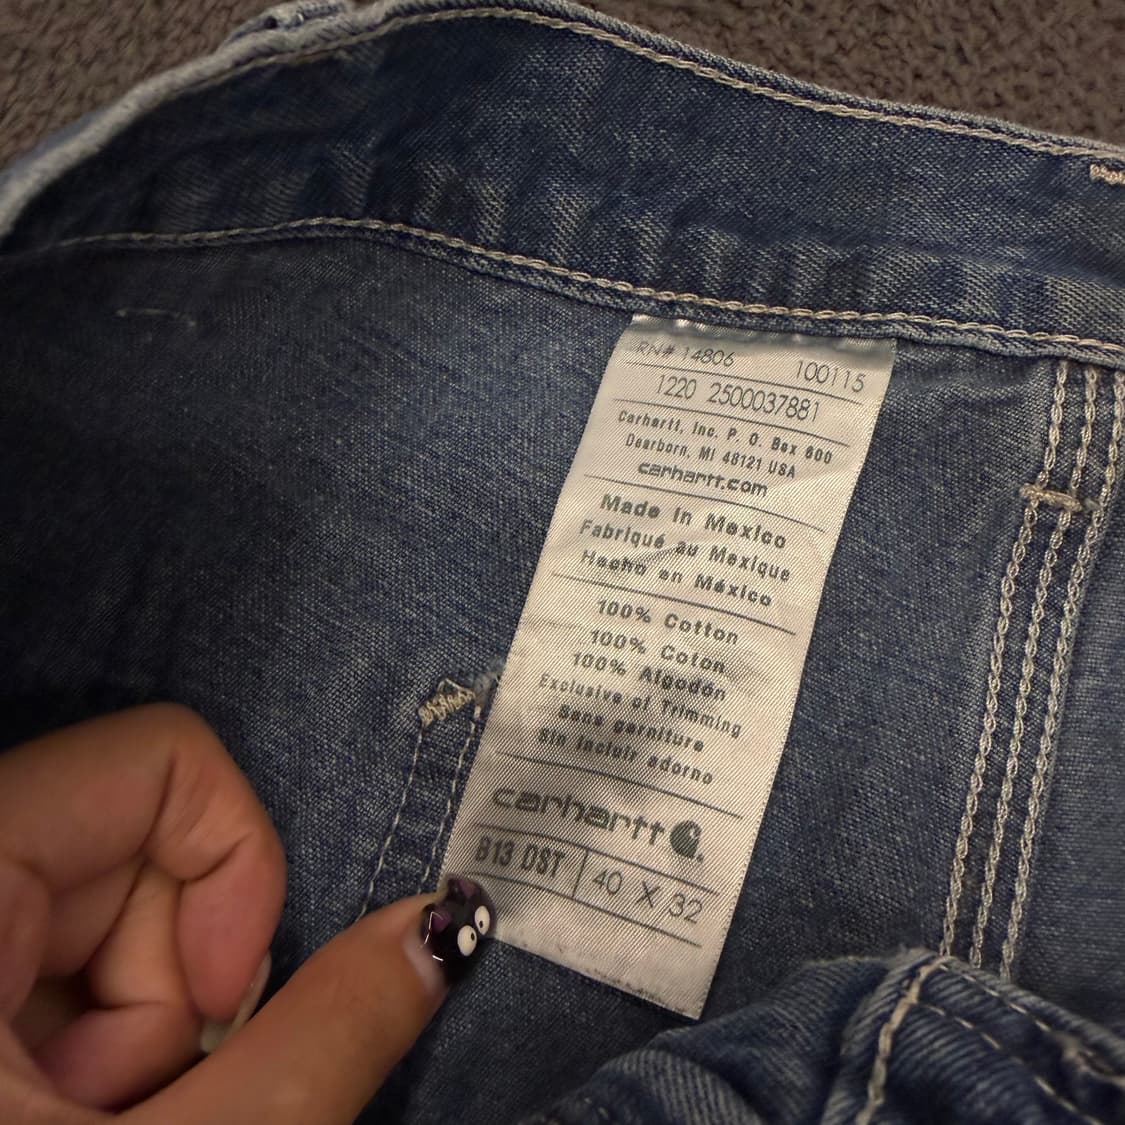 RN# 14806 100115
1220 2500037881
Carhartt, Inc. P. O. Box 600
Dearborn, MI 48121 USA
carhartt.com
Made in Mexico
Fabriqué au Mexique
Hecho en México
100% Cotton
100% Coton
100% Algodón
Exclusive of Trimming
Sans garniture
Sin incluir adorno
carhartt
B13 DST 40 X 32